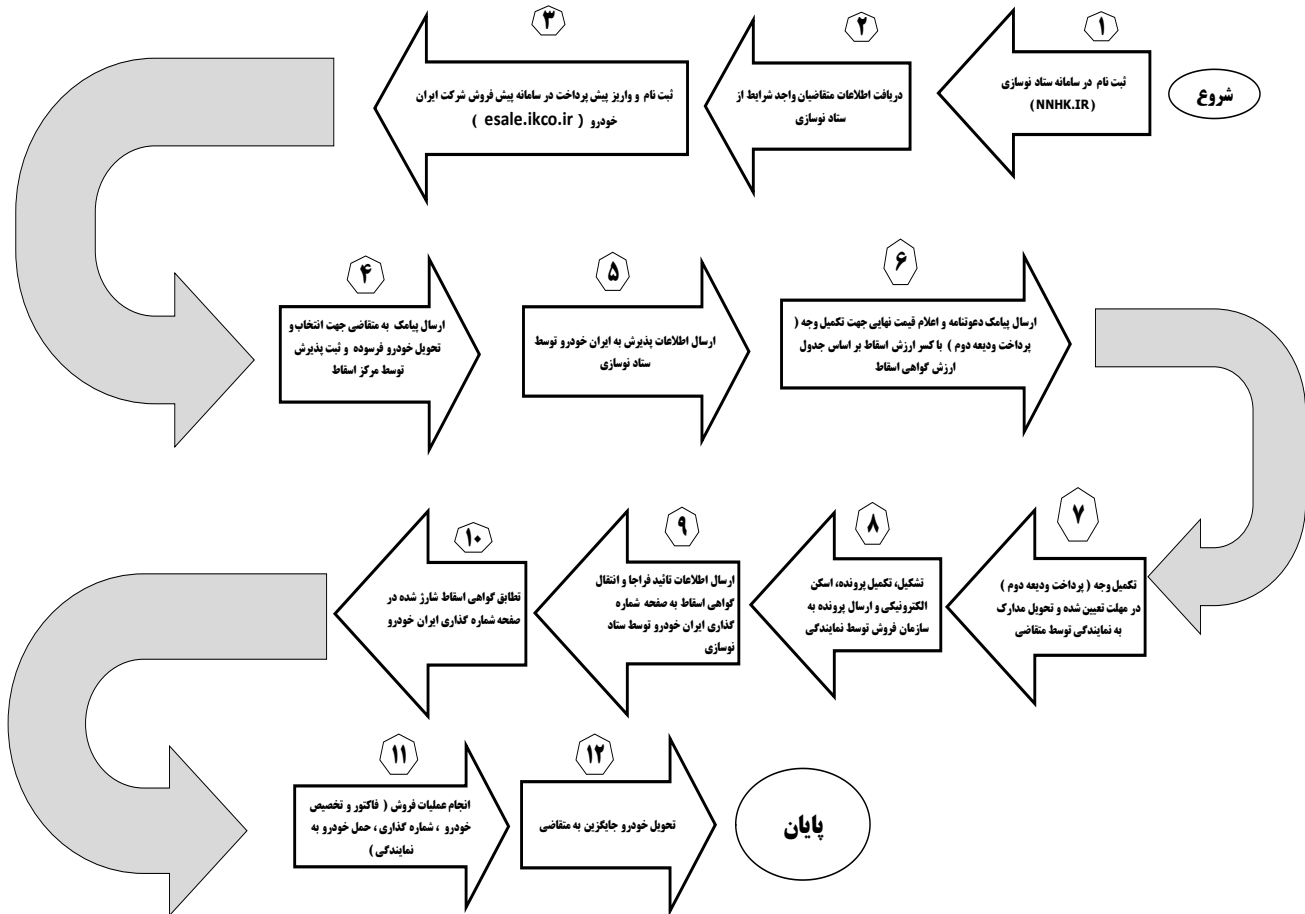 شروع
۱
ثبت نام در سامانه ستاد نوسازی
(NNHK.IR)
۲
دریافت اطلاعات متقاضیان واجد شرایط از
ستاد نوسازی
۳
ثبت نام و واریز پیش پرداخت در سامانه پیش فروش شرکت ایران
خودرو ( esale.ikco.ir )
۴
ارسال پیامک به متقاضی جهت انتخاب و
تحویل خودرو فرسوده و ثبت پذیرش
توسط مرکز اسقاط
۵
ارسال اطلاعات پذیرش به ایران خودرو توسط
ستاد نوسازی
۶
ارسال پیامک دعوتنامه و اعلام قیمت نهایی جهت تکمیل وجه (
پرداخت ودیعه دوم ) با کسر ارزش اسقاط بر اساس جدول
ارزش گواهی اسقاط
۷
تکمیل وجه ( پرداخت ودیعه دوم )
در مهلت تعیین شده و تحویل مدارک
به نمایندگی توسط متقاضی
۸
تشکیل، تکمیل پرونده، اسکن
الکترونیکی و ارسال پرونده به
سازمان فروش توسط نمایندگی
۹
ارسال اطلاعات تائید فراجا و انتقال
گواهی اسقاط به صفحه شماره
گذاری ایران خودرو توسط ستاد
نوسازی
۱۰
تطابق گواهی اسقاط شارژ شده در
صفحه شماره گذاری ایران خودرو
۱۱
انجام عملیات فروش ( فاکتور و تخصیص
خودرو ، شماره گذاری ، حمل خودرو به
نمایندگی )
۱۲
تحویل خودرو جایگزین به متقاضی
پایان